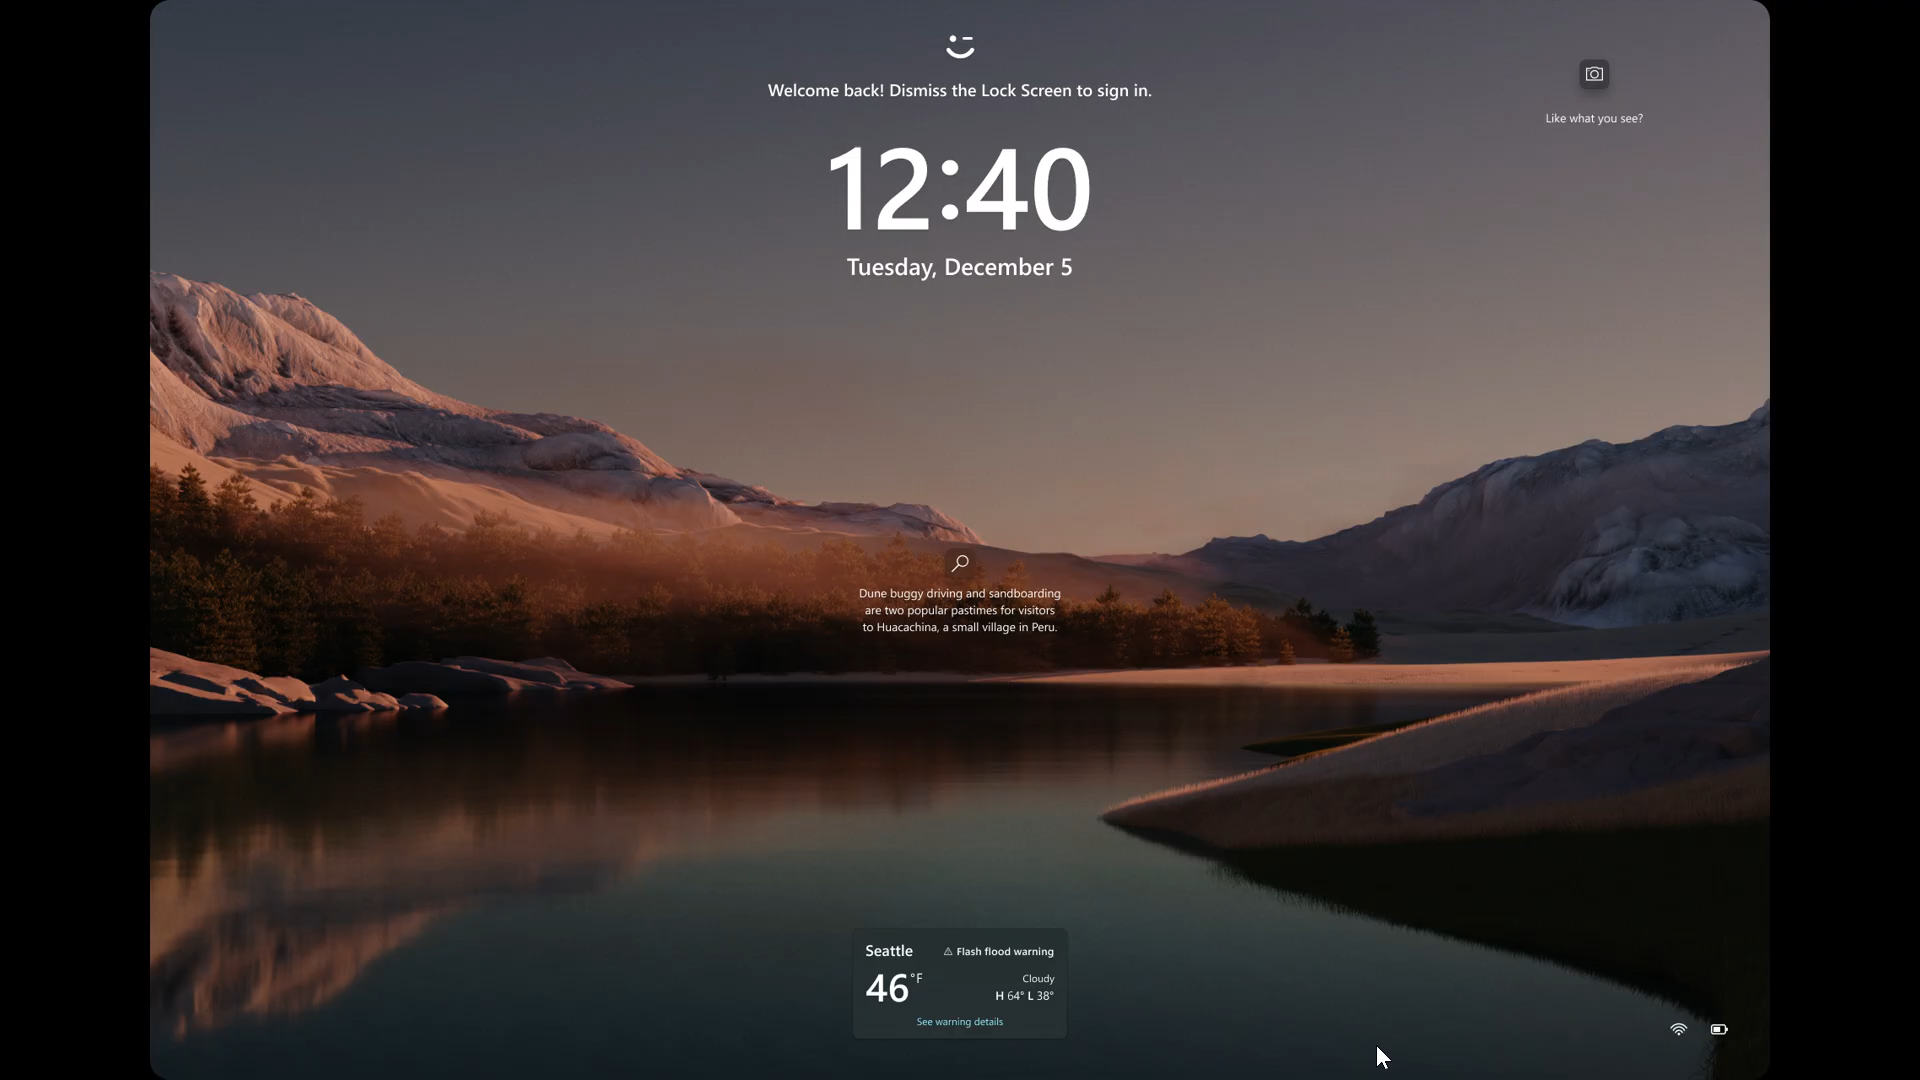 Welcome back! Dismiss the Lock Screen to sign in.
Like what you see?
12:40
Tuesday, December 5
Dune buggy driving and sandboarding
are two popular pastimes for visitors
to Huacachina, a small village in Peru.
Seattle ⚠ Flash flood warning
46°F
Cloudy
H 64° L 38°
See warning details